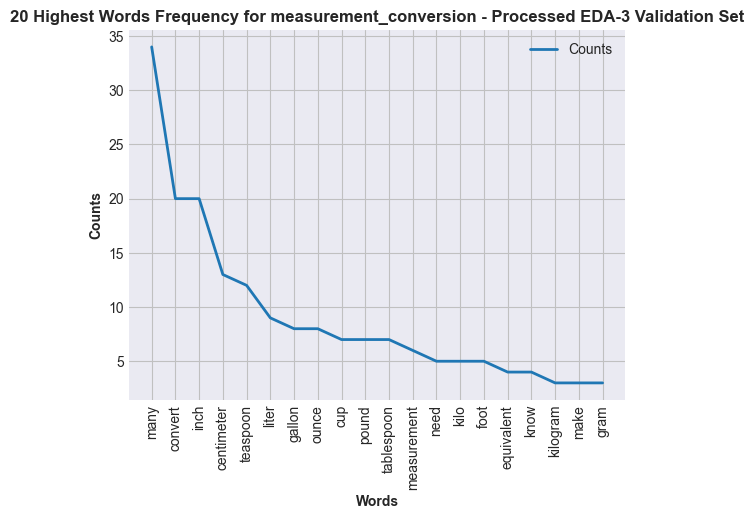 20 Highest Words Frequency for measurement_conversion - Processed EDA-3 Validation Set
Counts
35
30
25
20
15
10
5
Counts
many
convert
inch
centimeter
teaspoon
liter
gallon
ounce
cup
pound
tablespoon
measurement
need
kilo
foot
equivalent
know
kilogram
make
gram
Words